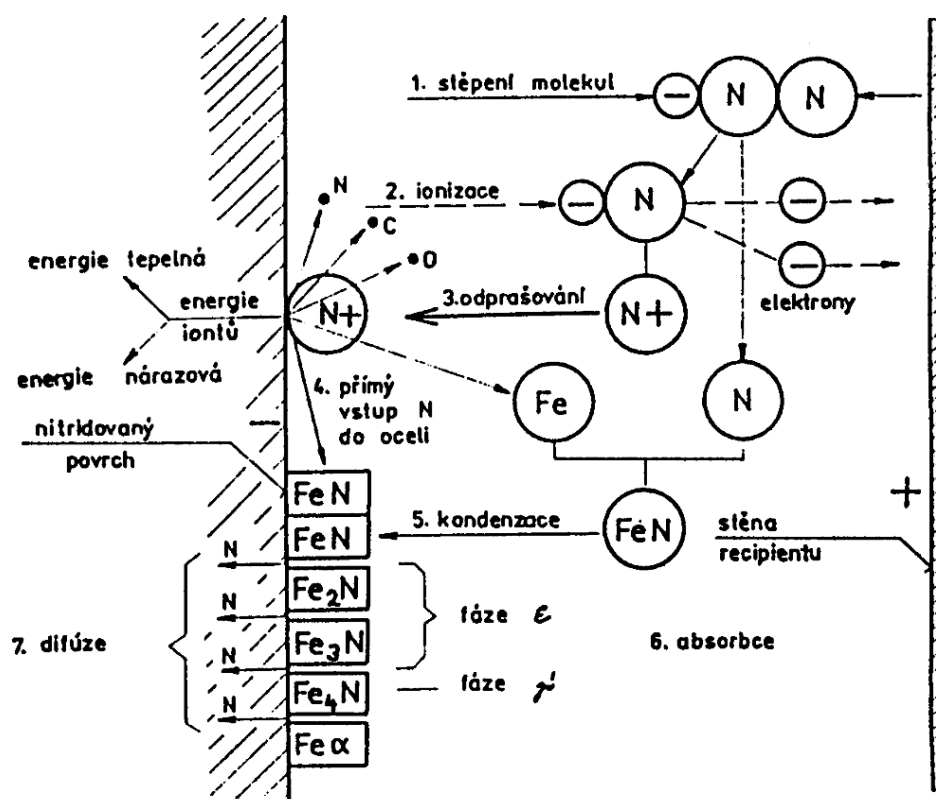 1. stěpení molekul
− N N
N
2. ionizace
− N
−
C
O
−
elektrony
energie tepelná
energie
iontů
energie nárazová
N+
3.odprašování
N+
4. přímý
vstup N
do oceli
Fe
N
−
nitridovaný
povrch
FeN
FeN
5. kondenzace
FeN
+
stěna
recipientu
N
Fe₂N
N
Fe₃N
fáze ε
7. difúze
6. absorbce
N
Fe₄N
fáze γ'
N
Feα